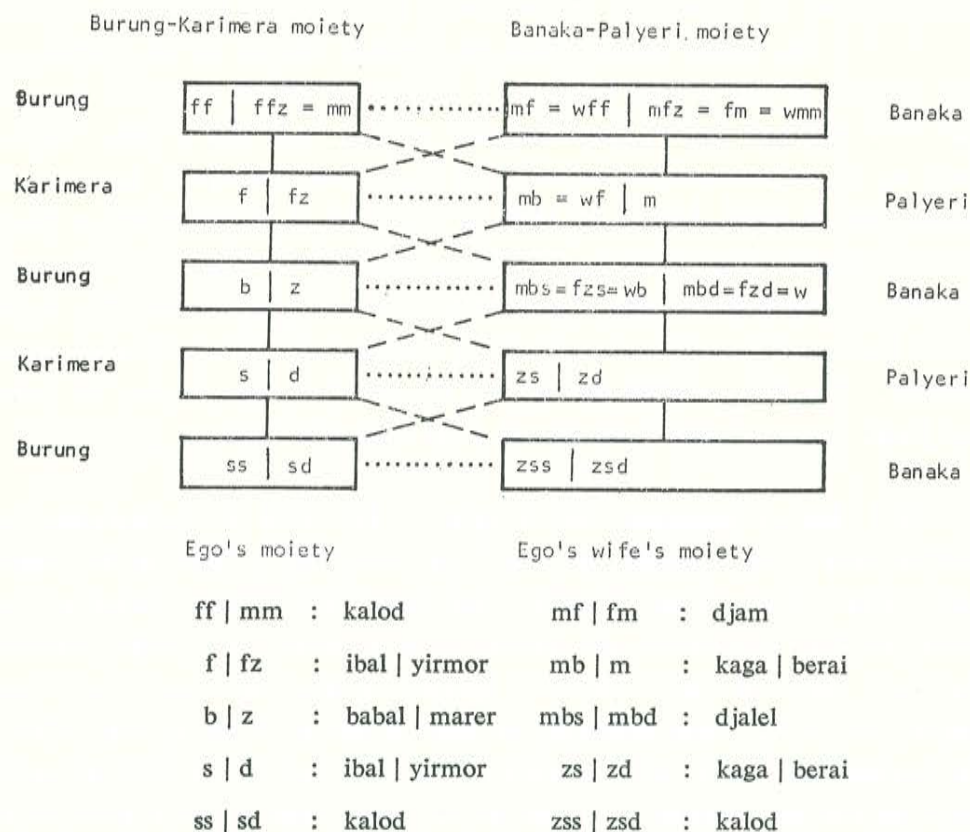 Burung-Karimera moiety Banaka-Palyeri moiety
Burung ff | ffz = mm mf = wff | mfz = fm = wmm Banaka
Karimera f | fz mb = wf | m Palyeri
Burung b | z mbs=fzs=wb | mbd=fzd=w Banaka
Karimera s | d zs | zd Palyeri
Burung ss | sd zss | zsd Banaka
Ego's moiety Ego's wife's moiety
ff | mm : kalod mf | fm : djam
f | fz : ibal | yirmor mb | m : kaga | berai
b | z : babal | marer mbs | mbd : djalel
s | d : ibal | yirmor zs | zd : kaga | berai
ss | sd : kalod zss | zsd : kalod